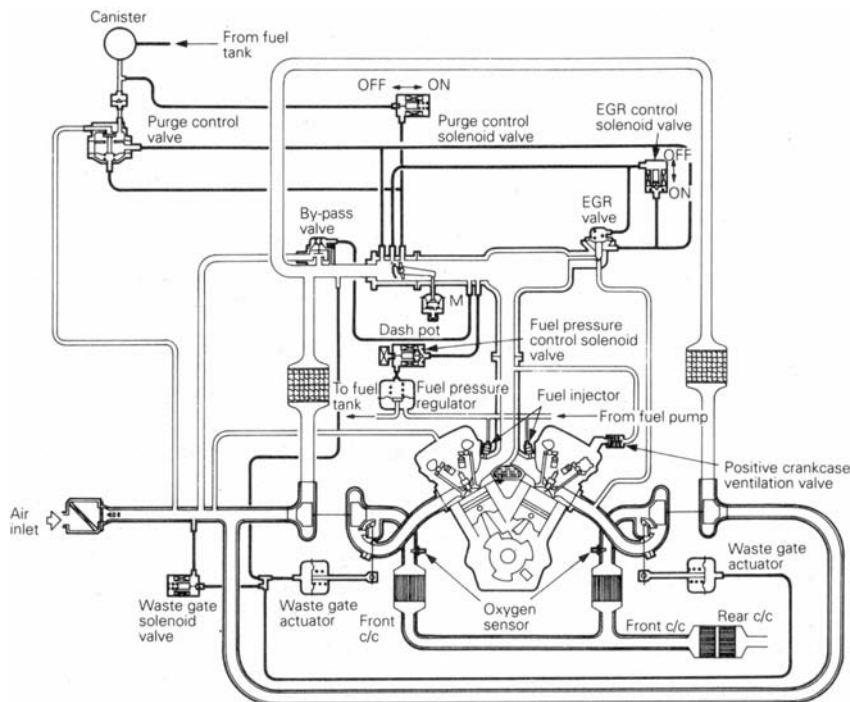 Canister
From fuel
tank
OFF
ON
Purge control
valve
Purge control
solenoid valve
EGR control
solenoid valve
OFF
ON
By-pass
valve
EGR
valve
M
Dash pot
Fuel pressure
control solenoid
valve
To fuel
tank
Fuel pressure
regulator
Fuel injector
From fuel pump
Positive crankcase
ventilation valve
Air
inlet
Waste gate
solenoid
valve
Waste gate
actuator
Front
c/c
Oxygen
sensor
Front c/c
Rear c/c
Waste gate
actuator